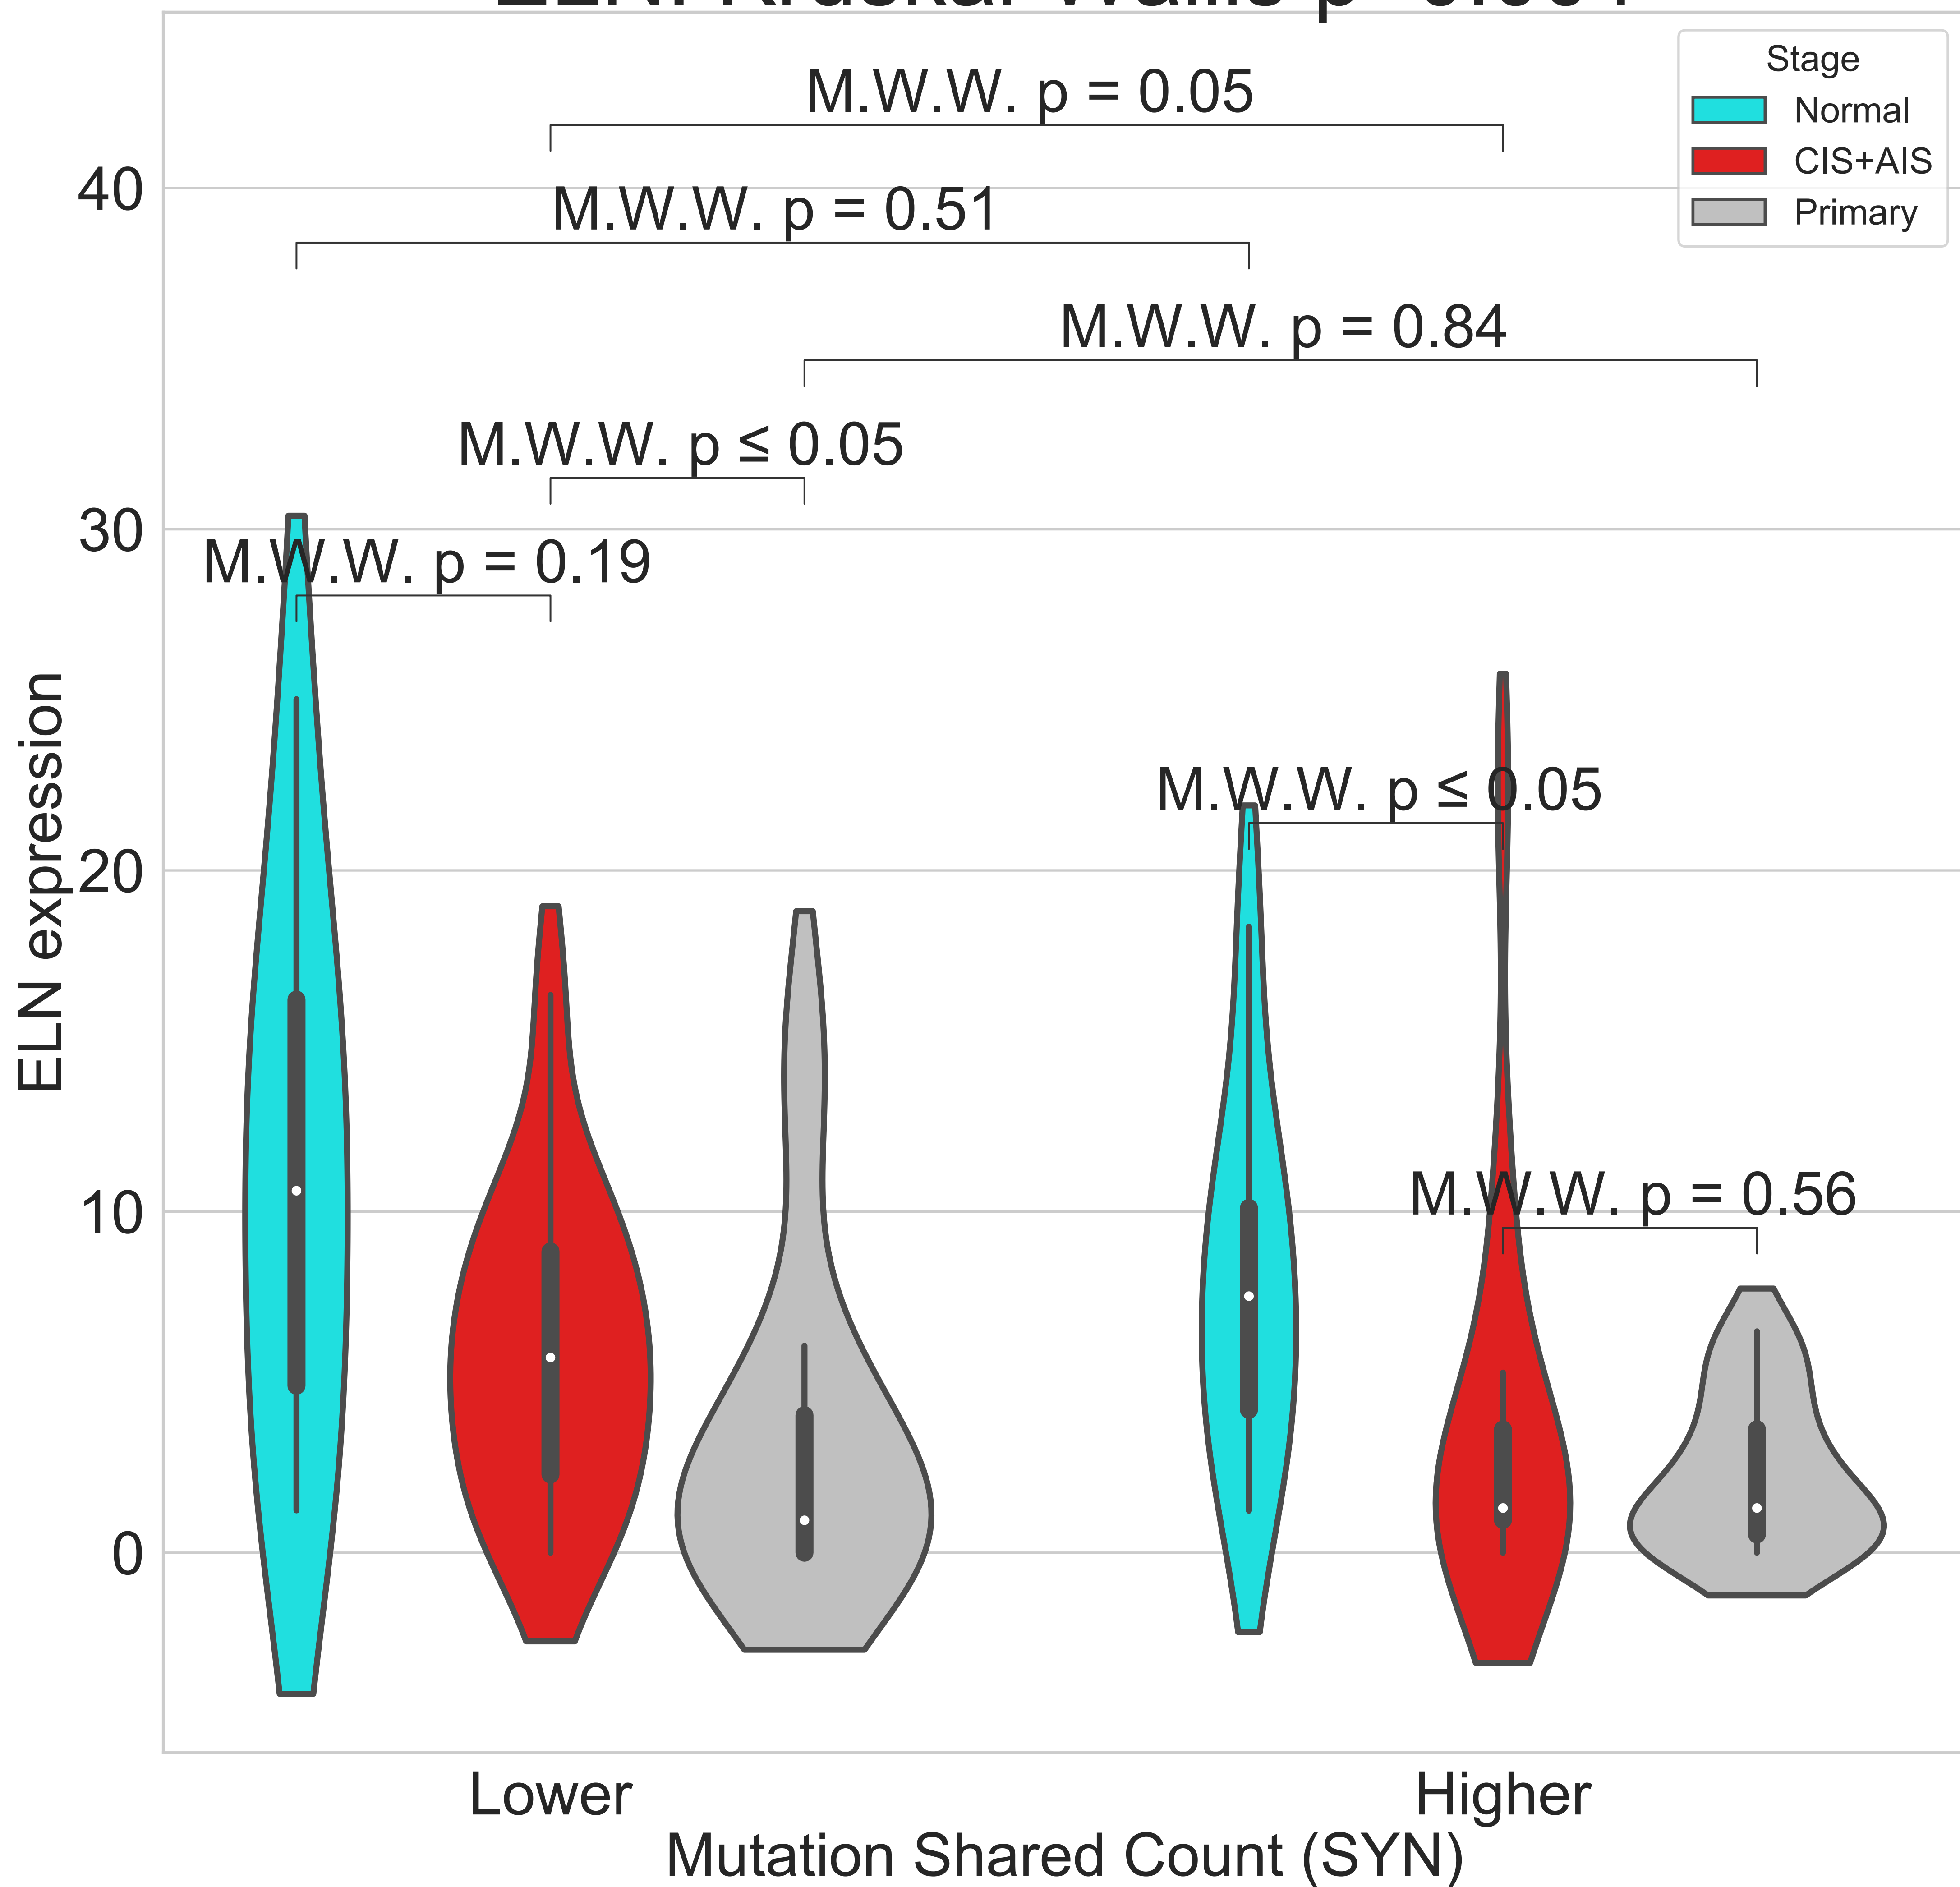 Stage
Normal
CIS+AIS
Primary
M.W.W. p = 0.05
M.W.W. p = 0.51
M.W.W. p = 0.84
M.W.W. p ≤ 0.05
M.W.W. p = 0.19
M.W.W. p ≤ 0.05
M.W.W. p = 0.56
40
30
20
10
0
ELN expression
Lower
Higher
Mutation Shared Count (SYN)